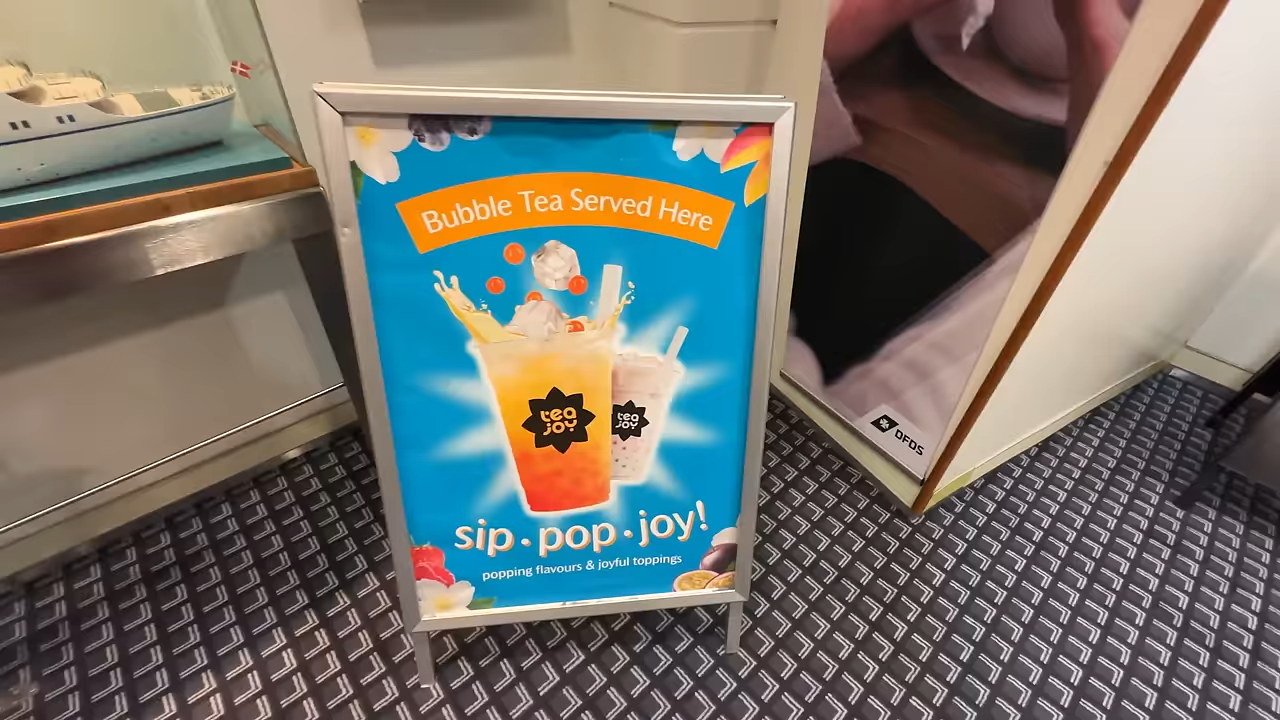 Bubble Tea Served Here
tea
joy
tea
joy
sip • pop • joy!
popping flavours & joyful toppings
DFDS